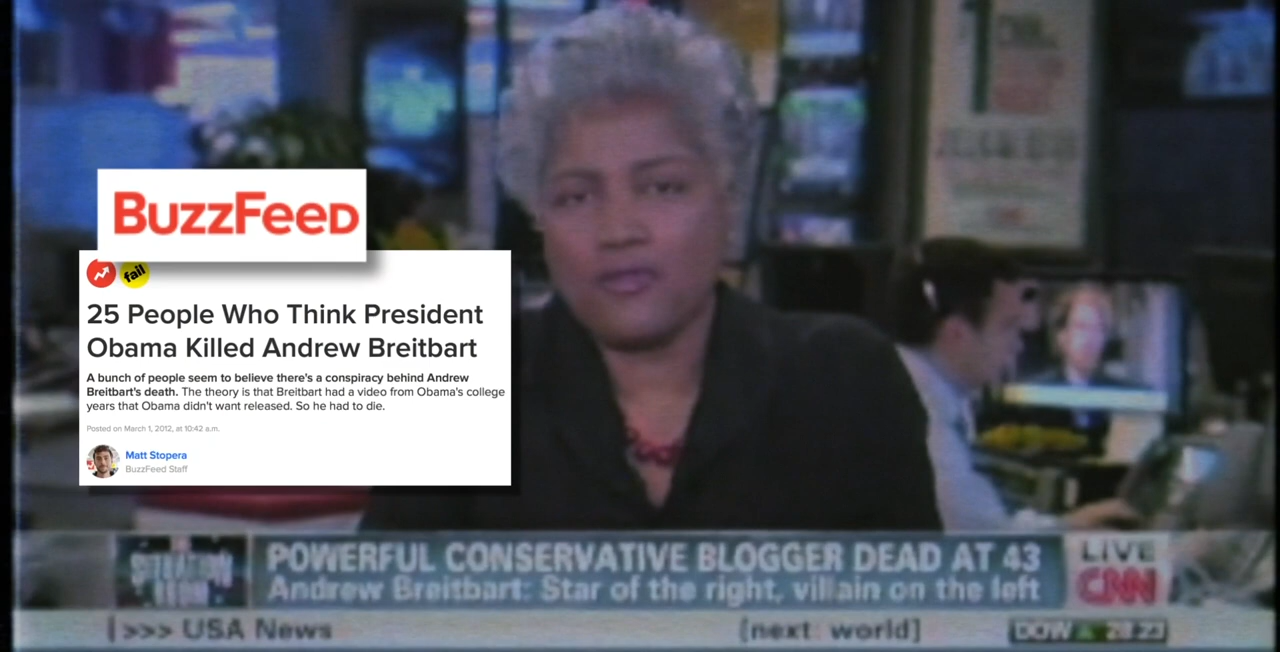 BuzzFeed
fail
25 People Who Think President
Obama Killed Andrew Breitbart
A bunch of people seem to believe there's a conspiracy behind Andrew
Breitbart's death. The theory is that Breitbart had a video from Obama's college
years that Obama didn't want released. So he had to die.
Posted on March 1, 2012, at 10:42 a.m.
Matt Stopera
BuzzFeed Staff
SITUATION
ROOM
POWERFUL CONSERVATIVE BLOGGER DEAD AT 43
Andrew Breitbart: Star of the right, villain on the left
LIVE
CNN
|>>> USA News
[next: world]
DOW ▲ 28.23